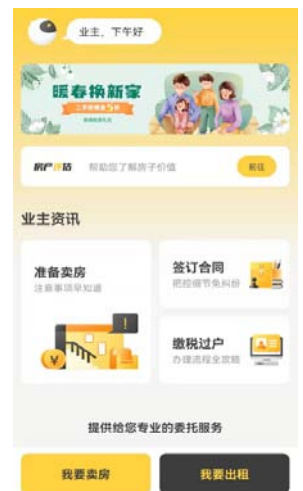 业主，下午好
暖春换新家
房产评估
帮助您了解房子价值
前往
业主资讯
准备卖房
注意事项早知道
签订合同
把控细节免纠纷
缴税过户
办理流程全攻略
提供给您专业的委托服务
我要卖房
我要出租